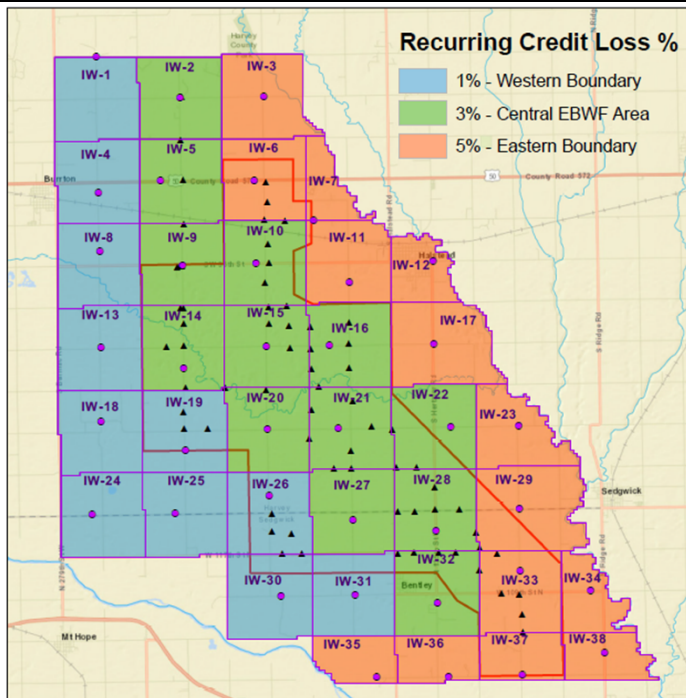 Recurring Credit Loss %
1% - Western Boundary
3% - Central EBWF Area
5% - Eastern Boundary
Harvey
County
IW-1
IW-2
IW-3
IW-4
IW-5
IW-6
IW-7
Burrton
50
County Road 572
50
County Road 572
IW-8
IW-9
IW-10
IW-11
IW-12
Halstead
IW-13
IW-14
IW-15
IW-16
IW-17
S Ridge Rd
IW-18
IW-19
IW-20
IW-21
IW-22
IW-23
IW-24
IW-25
IW-26
IW-27
IW-28
IW-29
Sedgwick
IW-30
IW-31
IW-32
IW-33
IW-34
Bentley
Mt Hope
IW-35
IW-36
IW-37
IW-38